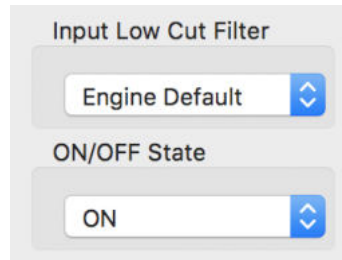 Input Low Cut Filter
Engine Default
ON/OFF State
ON